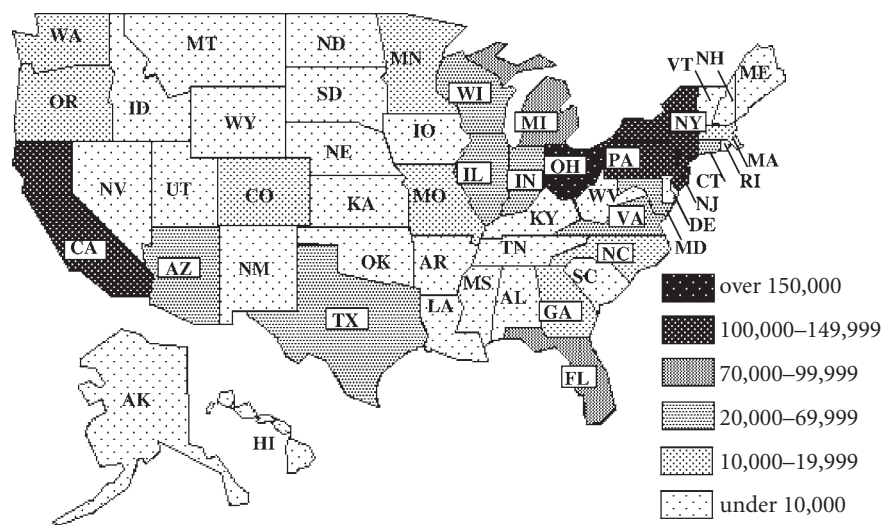 WA
MT
ND
MN
VT
NH
ME
OR
ID
SD
WI
MI
NY
WY
IO
NE
IL
IN
OH
PA
MA
RI
CT
NJ
NV
UT
CO
KA
MO
WV
VA
DE
MD
KY
CA
AZ
NM
OK
AR
TN
NC
SC
MS
AL
GA
LA
TX
FL
AK
HI
over 150,000
100,000–149,999
70,000–99,999
20,000–69,999
10,000–19,999
under 10,000